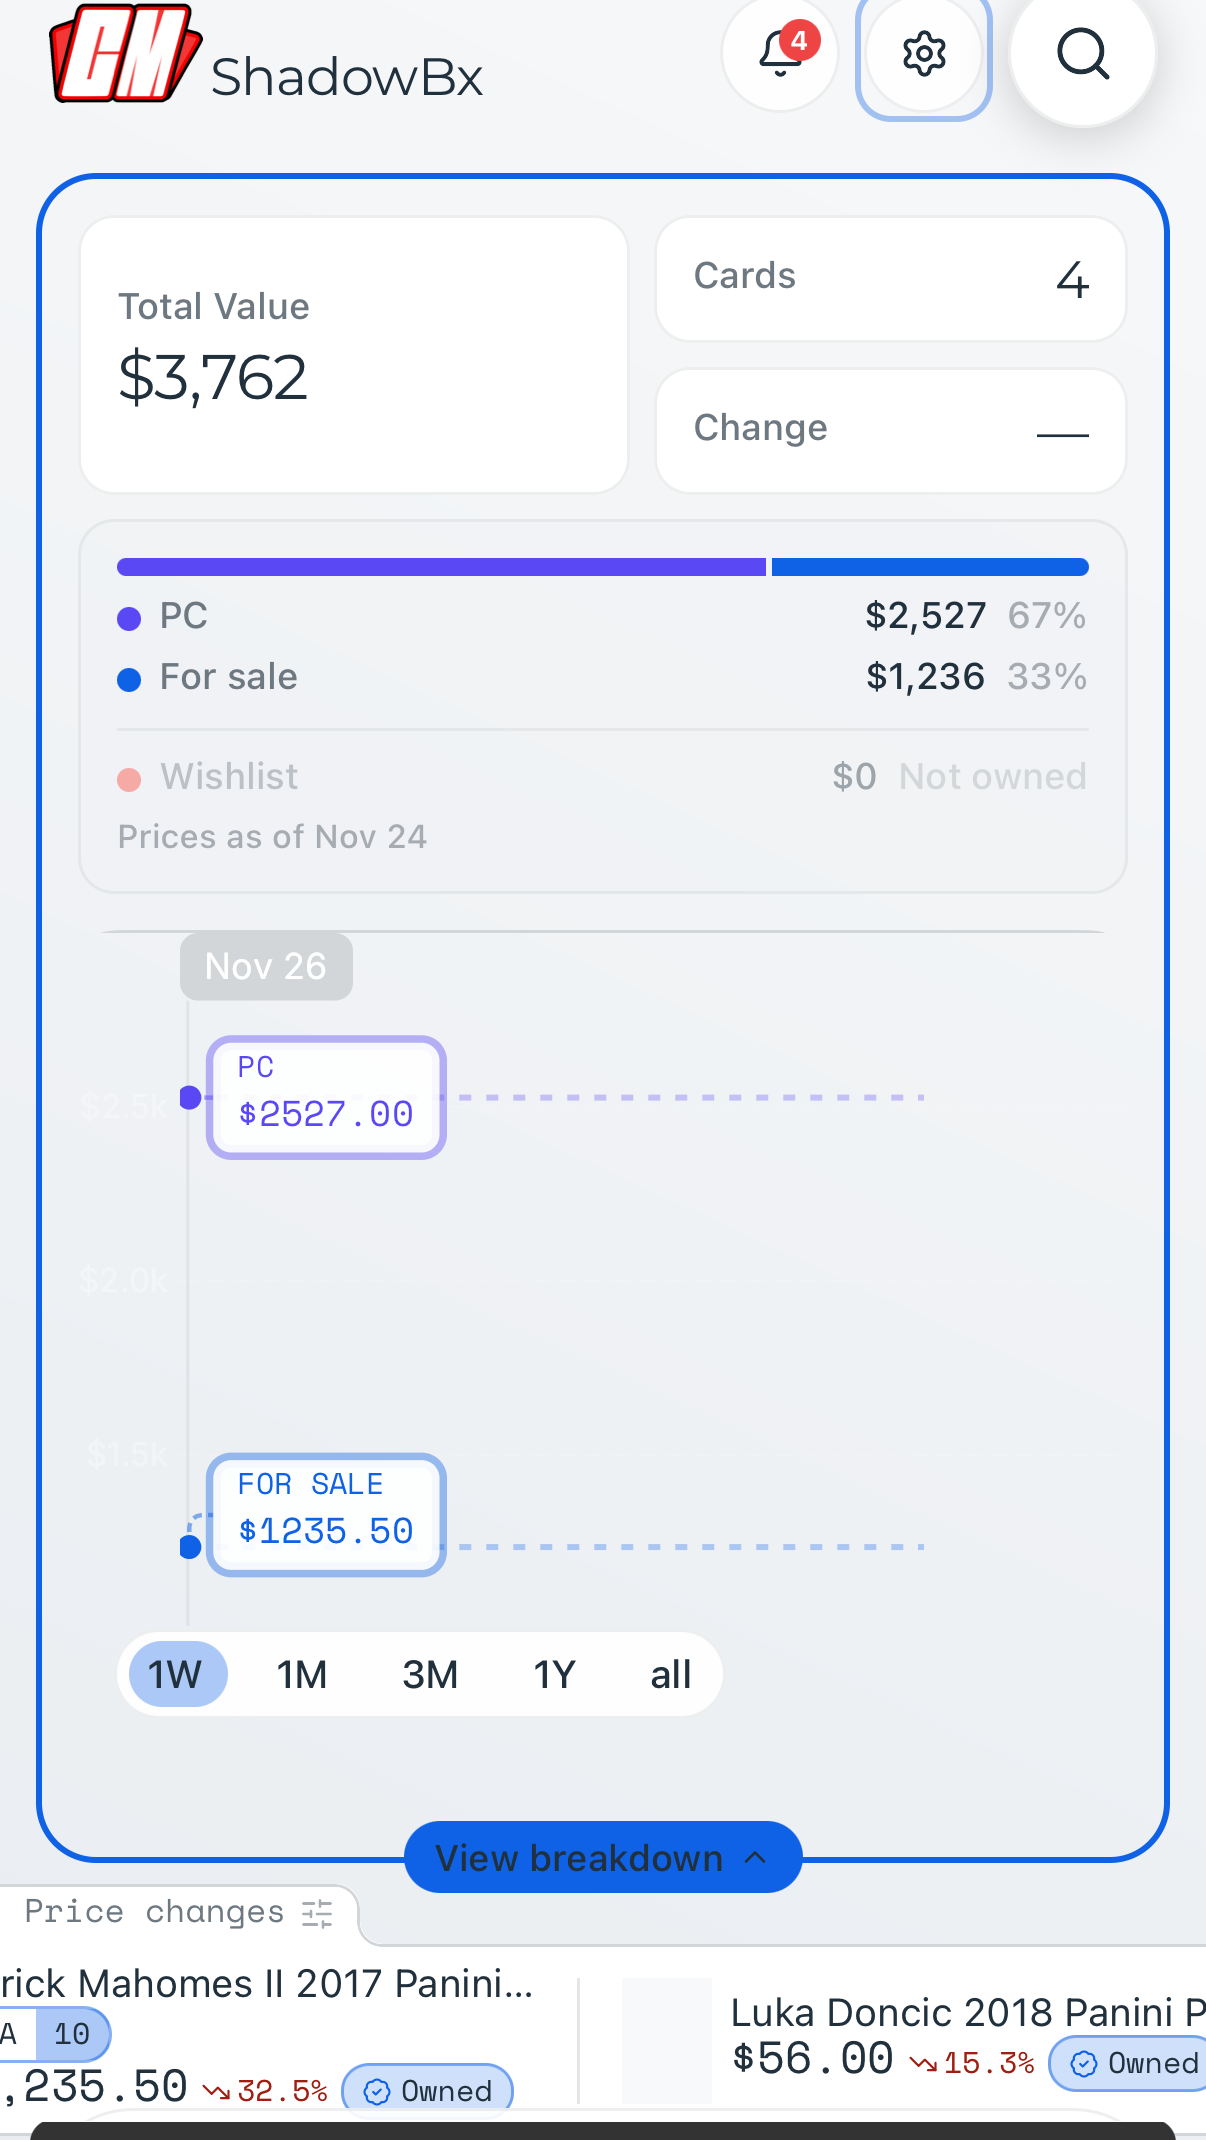 CM ShadowBx
4
Total Value
$3,762
Cards
4
Change
—
PC $2,527 67%
For sale $1,236 33%
Wishlist $0 Not owned
Prices as of Nov 24
Nov 26
PC
$2527.00
$2.5k
$2.0k
$1.5k
FOR SALE
$1235.50
1W 1M 3M 1Y all
View breakdown
Price changes
rick Mahomes II 2017 Panini...
A 10
,235.50 32.5% Owned
Luka Doncic 2018 Panini P
$56.00 15.3% Owned